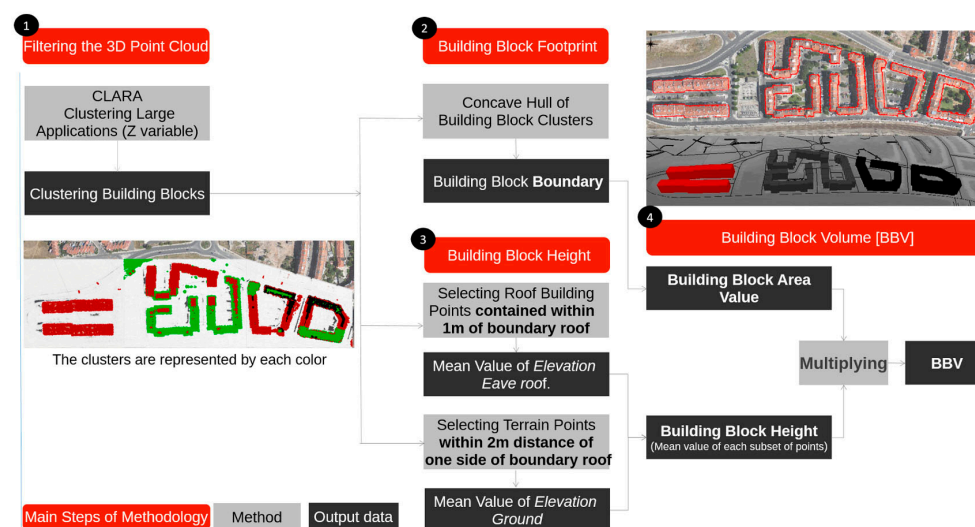 1
Filtering the 3D Point Cloud
CLARA
Clustering Large
Applications (Z variable)
Clustering Building Blocks
The clusters are represented by each color
2
Building Block Footprint
Concave Hull of
Building Block Clusters
Building Block Boundary
3
Building Block Height
Selecting Roof Building
Points contained within
1m of boundary roof
Mean Value of Elevation
Eave roof.
Selecting Terrain Points
within 2m distance of
one side of boundary roof
Mean Value of Elevation
Ground
4
Building Block Volume [BBV]
Building Block Area
Value
Multiplying
BBV
Building Block Height
(Mean value of each subset of points)
Main Steps of Methodology
Method
Output data